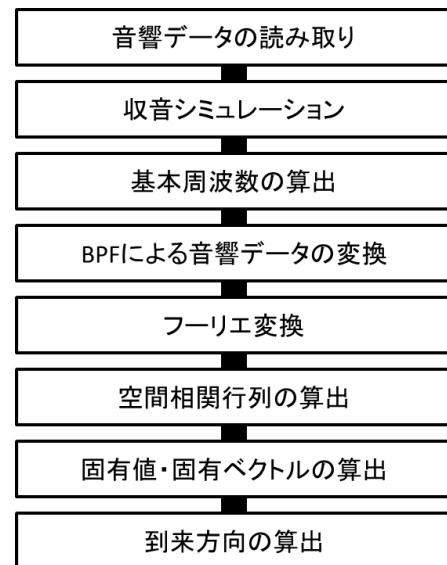 音響データの読み取り
収音シミュレーション
基本周波数の算出
BPFによる音響データの変換
フーリエ変換
空間相関行列の算出
固有値・固有ベクトルの算出
到来方向の算出